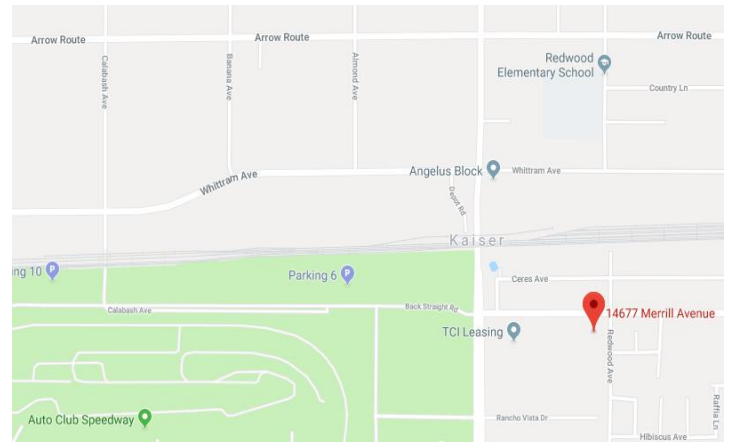 Arrow Route
Arrow Route
Arrow Route
Calabash Ave
Banana Ave
Almond Ave
Redwood
Elementary School
Country Ln
Whittram Ave
Angelus Block
Whittram Ave
Depot Rd
Kaiser
ing 10
P
Parking 6
P
Ceres Ave
Calabash Ave
Back Straight Rd
14677 Merrill Avenue
TCI Leasing
Redwood Ave
Auto Club Speedway
Rancho Vista Dr
Raffia Ln
Hibiscus Ave